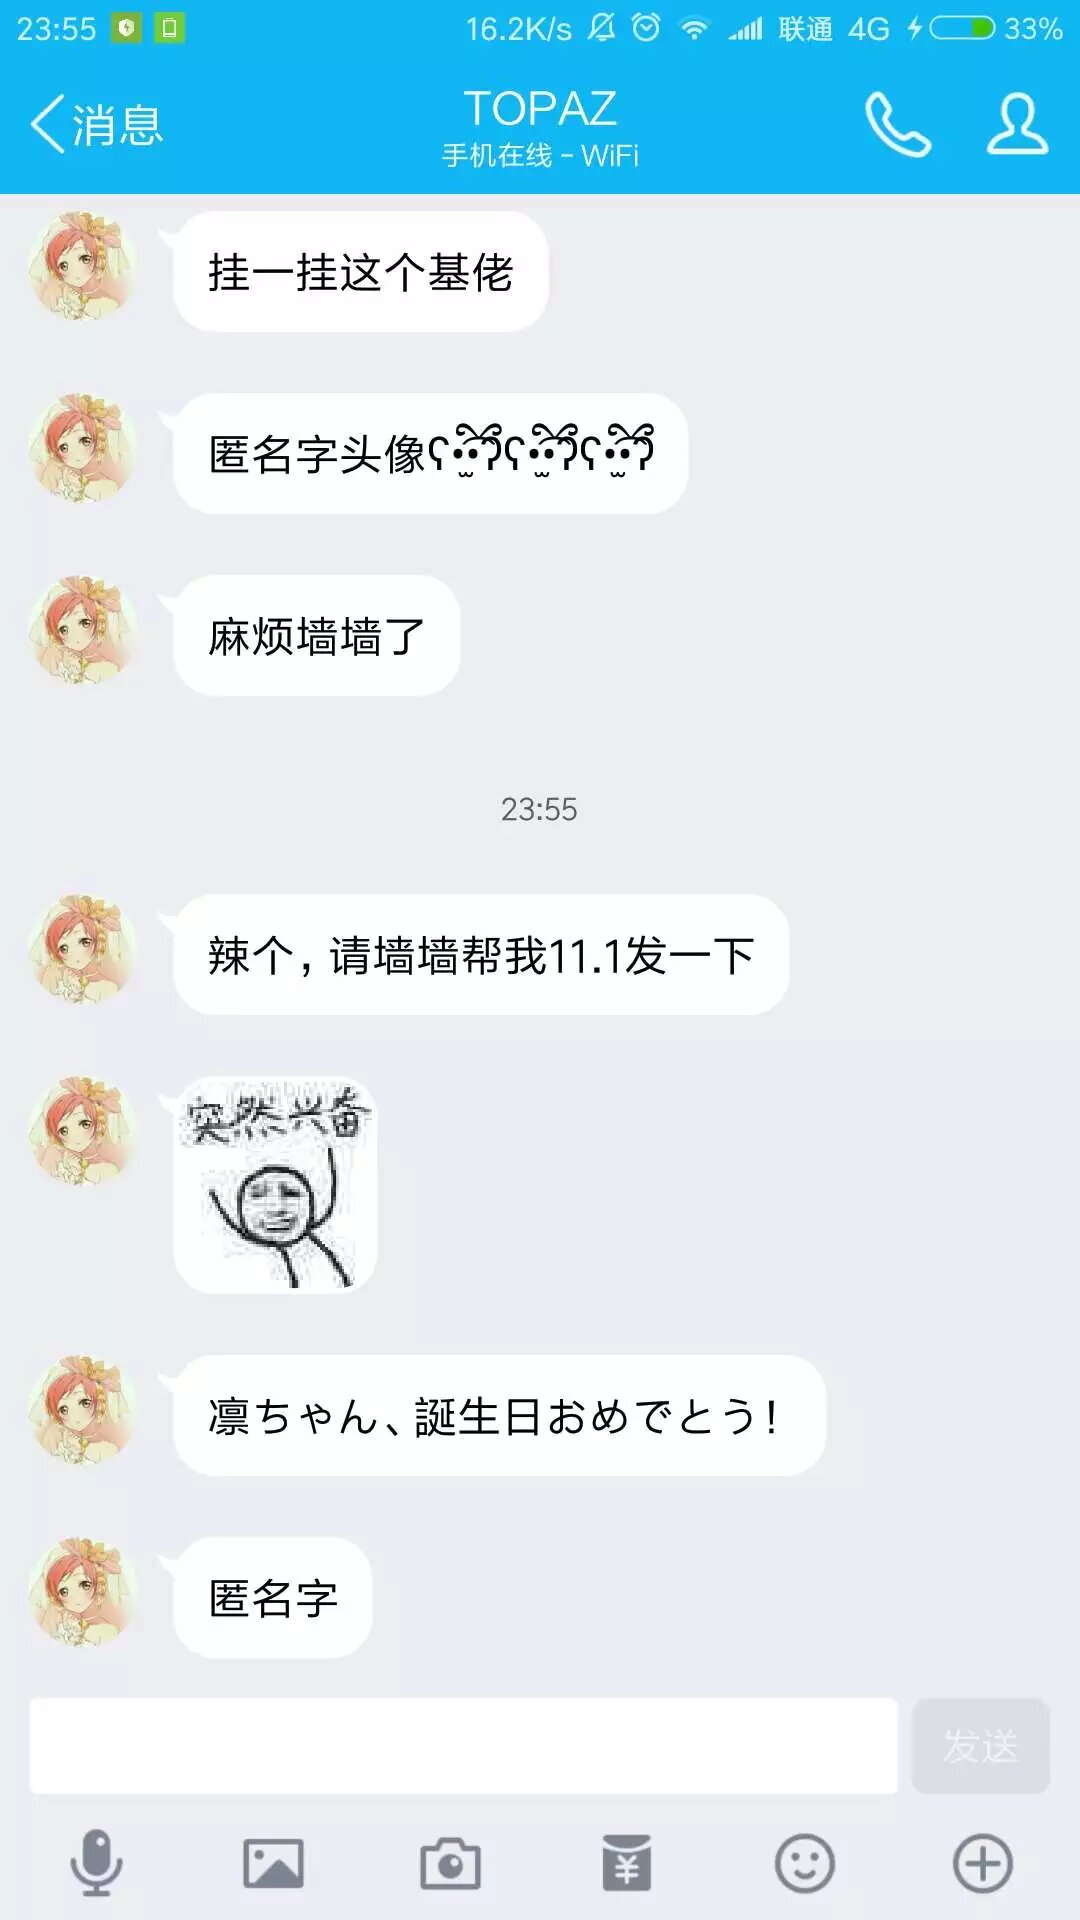 23:55
16.2K/s
联通 4G
33%
消息
TOPAZ
手机在线 - WiFi
挂一挂这个基佬
匿名字头像
麻烦墙墙了
23:55
辣个，请墙墙帮我11.1发一下
突然兴奋
凛ちゃん、誕生日おめでとう！
匿名字
发送